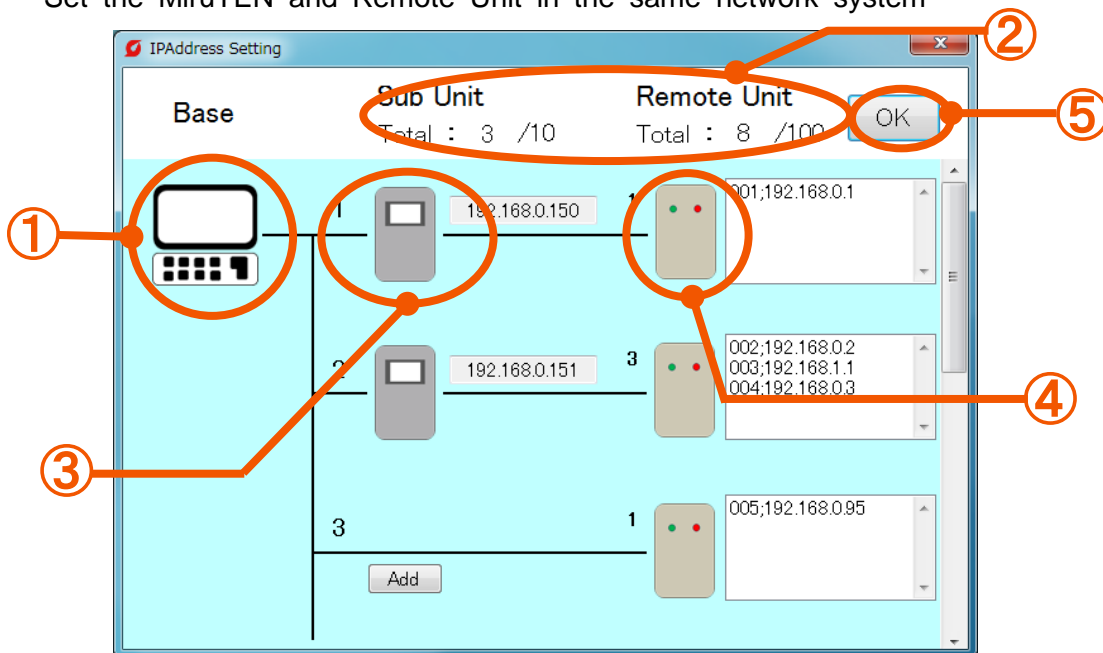 Set the MiruTEN and Remote Unit in the same network system
IPAddress Setting
x
②
Base
Sub Unit
Remote Unit
OK
⑤
Total : 3 /10
Total : 8 /100
①
1
192.168.0.150
1
001;192.168.0.1
2
192.168.0.151
3
002;192.168.0.2
003;192.168.1.1
004;192.168.0.3
④
③
3
1
005;192.168.0.95
Add